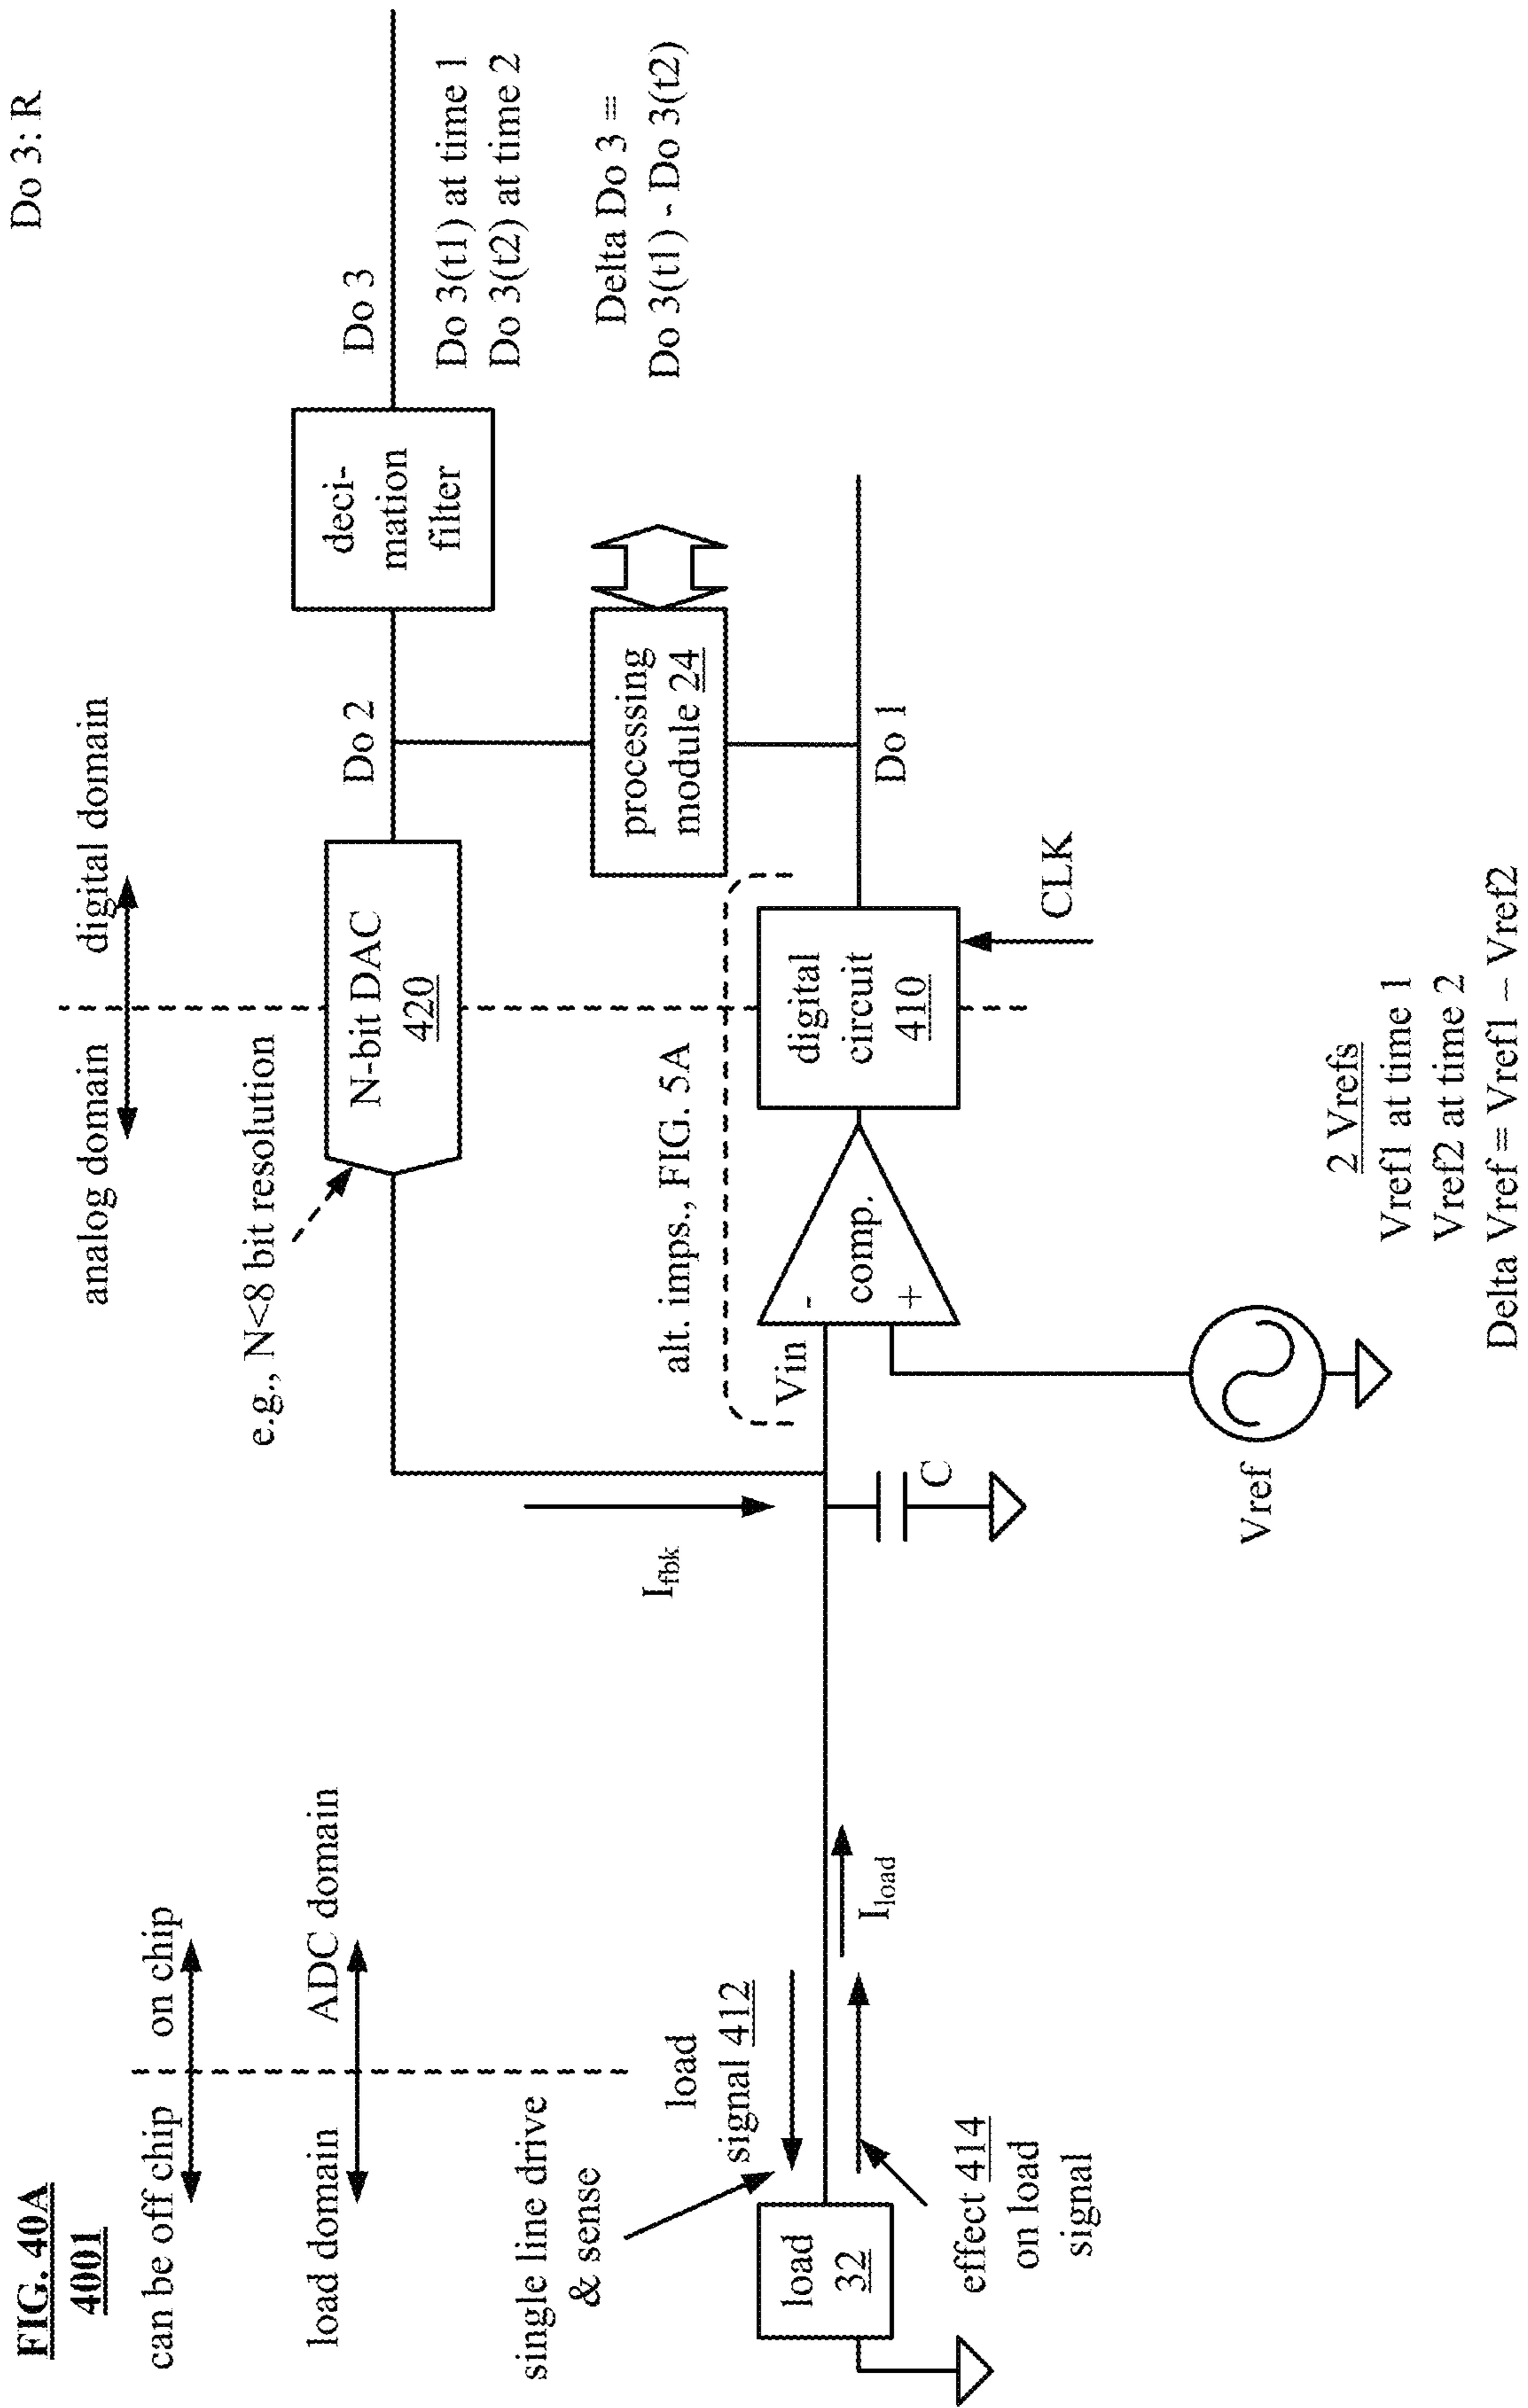 FIG. 40A
4001
can be off chip
on chip
load domain
ADC domain
single line drive
& sense
load
signal 412
load
32
effect 414
on load
signal
I load
I fbk
analog domain
digital domain
e.g., N<8 bit resolution
N-bit DAC
420
Do 2
deci-
mation
filter
Do 3
Do 3: R
Do 3(t1) at time 1
Do 3(t2) at time 2
Delta Do 3 =
Do 3(t1) - Do 3(t2)
processing
module 24
alt. imps., FIG. 5A
Vin
-
comp.
+
digital
circuit
410
Do 1
CLK
C
Vref
2 Vrefs
Vref1 at time 1
Vref2 at time 2
Delta Vref = Vref1 – Vref2